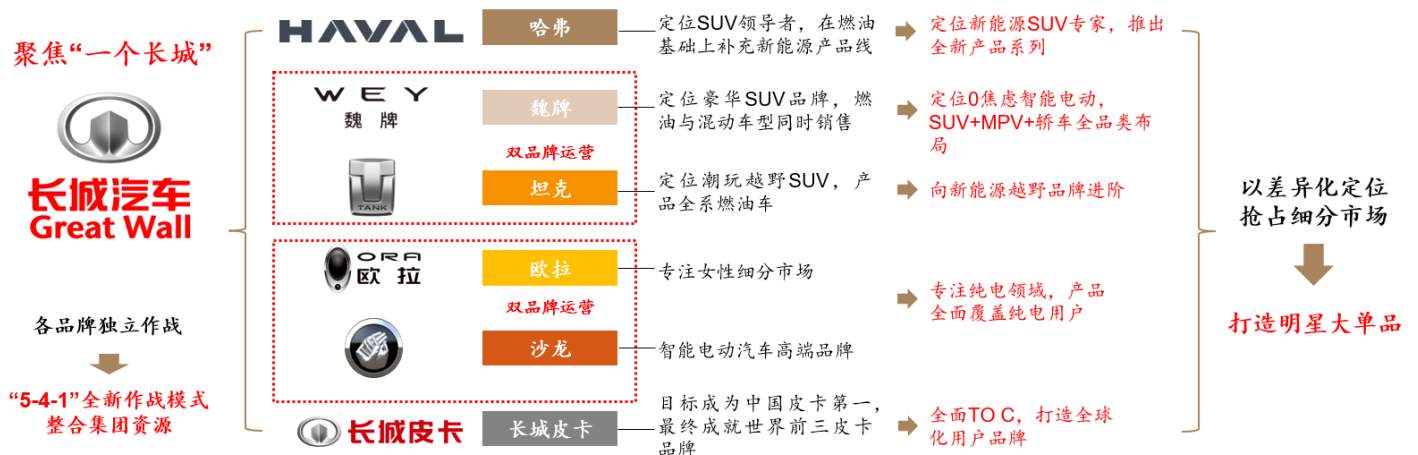 聚焦“一个长城”
长城汽车
Great Wall
各品牌独立作战
“5-4-1”全新作战模式
整合集团资源
HAVAL
哈弗
定位SUV领导者，在燃油
基础上补充新能源产品线
定位新能源SUV专家，推出
全新产品系列
WEY
魏牌
魏牌
定位豪华SUV品牌，燃
油与混动车型同时销售
定位0焦虑智能电动，
SUV+MPV+轿车全品类布
局
双品牌运营
TANK
坦克
定位潮玩越野SUV，产
品全系燃油车
向新能源越野品牌进阶
ORA
欧拉
欧拉
专注女性细分市场
双品牌运营
专注纯电领域，产品
全面覆盖纯电用户
沙龙
智能电动汽车高端品牌
长城皮卡
长城皮卡
目标成为中国皮卡第一，
最终成就世界前三皮卡
品牌
全面TO C，打造全球
化用户品牌
以差异化定位
抢占细分市场
打造明星大单品